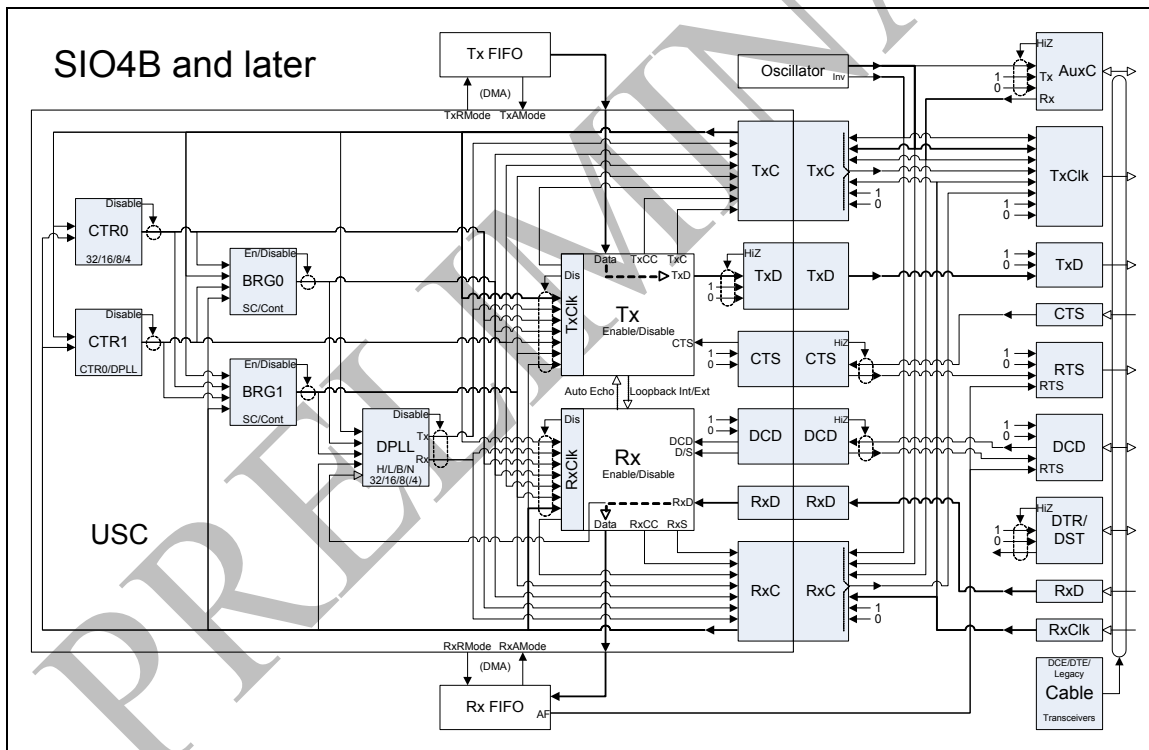 SIO4B and later
PRELIMINA
Tx FIFO
(DMA)
TxRMode TxAMode
Oscillator
Inv
HiZ
AuxC
1
Tx
0
Rx
TxC
TxC
1
0
TxClk
1
0
Disable
CTR0
32/16/8/4
En/Disable
BRG0
SC/Cont
Disable
CTR1
CTR0/DPLL
En/Disable
BRG1
SC/Cont
Disable
Tx
DPLL
Rx
H/L/B/N
32/16/8(/4)
USC
Dis
TxClk
Data
TxCC
TxC
TxD
Tx
Enable/Disable
CTS
HiZ
1
0
TxD
TxD
1
0
TxD
CTS
1
0
CTS
HiZ
CTS
1
0
RTS
RTS
Auto Echo
Loopback Int/Ext
Dis
RxClk
DCD
D/S
Rx
Enable/Disable
RxD
Data
RxCC
RxS
1
0
DCD
HiZ
DCD
1
0
DCD
RTS
RxD
RxD
HiZ
1
0
DTR/
DST
RxC
RxC
1
0
RxD
RxClk
RxRMode RxAMode
(DMA)
Rx FIFO
AF
DCE/DTE/
Legacy
Cable
Transceivers